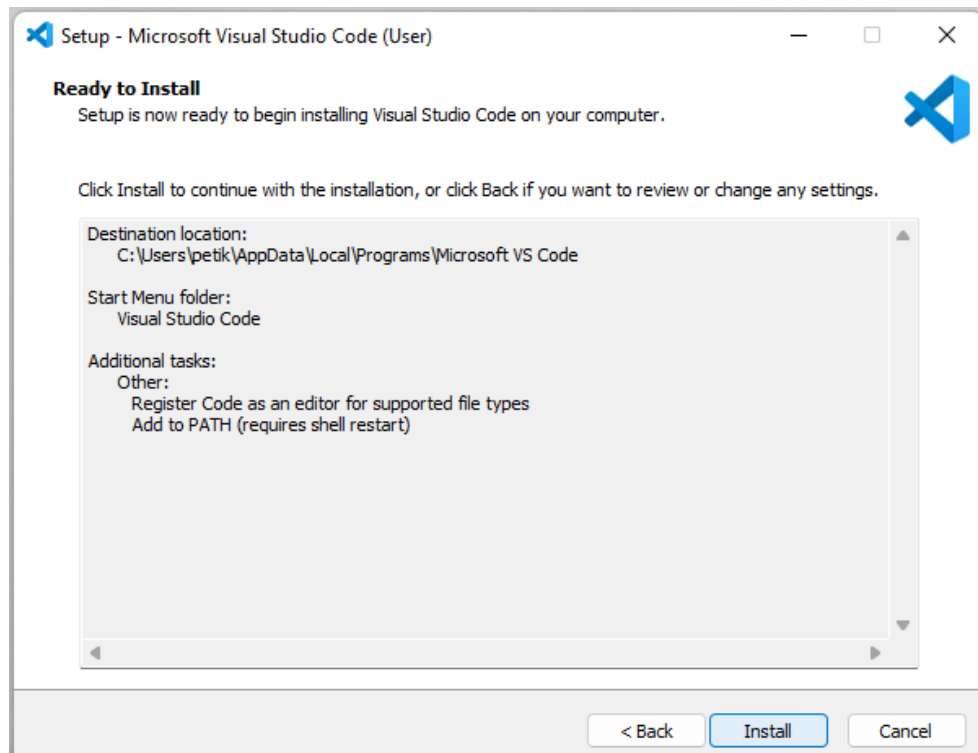 Setup - Microsoft Visual Studio Code (User)
Ready to Install
Setup is now ready to begin installing Visual Studio Code on your computer.
Click Install to continue with the installation, or click Back if you want to review or change any settings.
Destination location:
C:\Users\petik\AppData\Local\Programs\Microsoft VS Code
Start Menu folder:
Visual Studio Code
Additional tasks:
Other:
Register Code as an editor for supported file types
Add to PATH (requires shell restart)
< Back Install Cancel